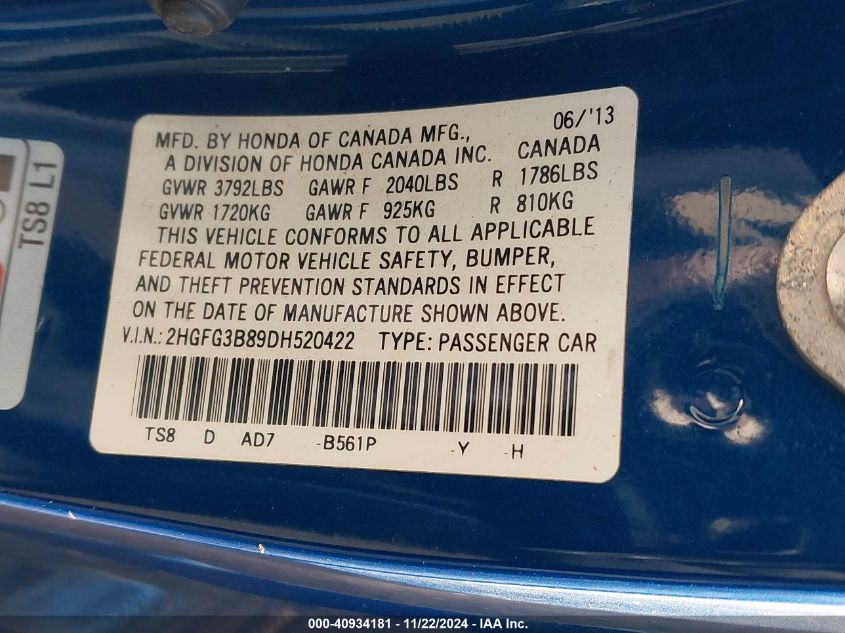 06/'13
MFD. BY HONDA OF CANADA MFG.,
A DIVISION OF HONDA CANADA INC. CANADA
GVWR 3792LBS GAWR F 2040LBS R 1786LBS
GVWR 1720KG GAWR F 925KG R 810KG
THIS VEHICLE CONFORMS TO ALL APPLICABLE
FEDERAL MOTOR VEHICLE SAFETY, BUMPER,
AND THEFT PREVENTION STANDARDS IN EFFECT
ON THE DATE OF MANUFACTURE SHOWN ABOVE.
V.I.N.: 2HGFG3B89DH520422 TYPE: PASSENGER CAR
TS8 D AD7 -B561P -Y -H
TS8 L1
000-40934181 - 11/22/2024 - IAA Inc.